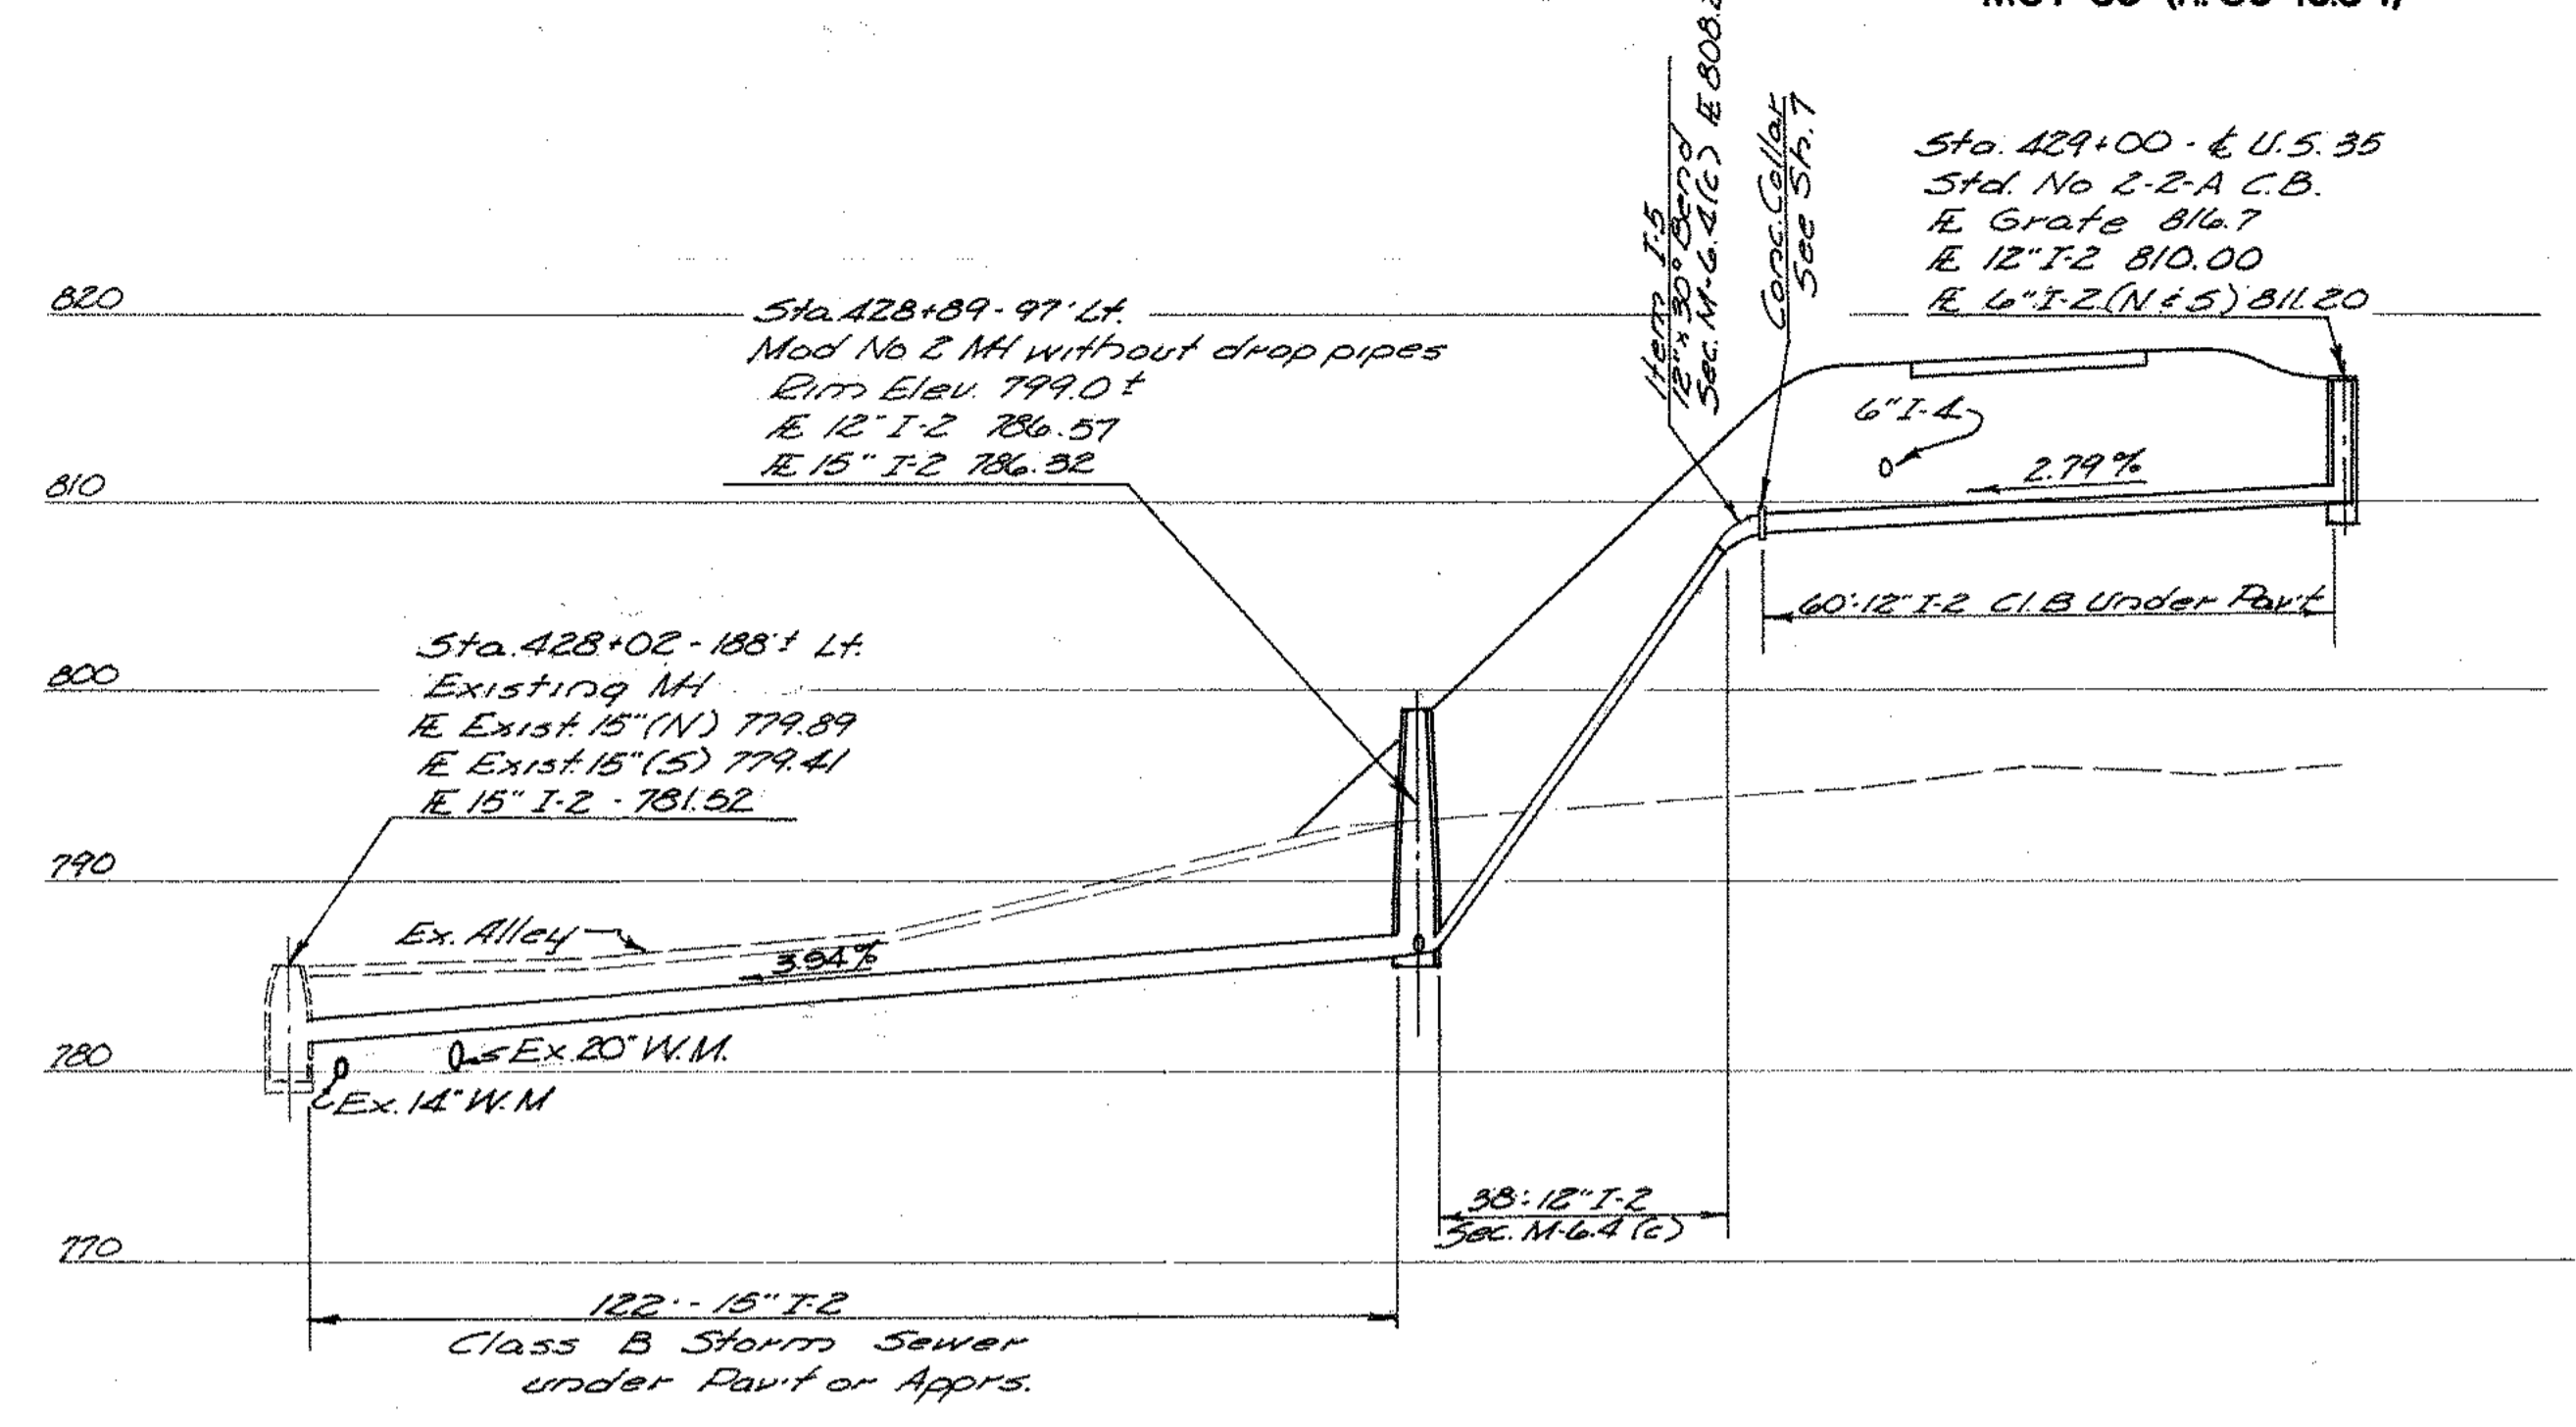 Item I-5
12"x30° Bend
Sec. M-6.4(c) ⅊ 808.2
Conc. Collar
See Sh. 7
Sta. 429+00 - ℄ U.S. 35
Std. No 2-2-A C.B.
⅊ Grate 816.7
⅊ 12" I-2 810.00
⅊ 6" I-2 (N & S) 811.20
820
Sta. 428+89 - 97' Lt.
Mod No 2 MH without drop pipes
Rim Elev. 799.0±
⅊ 12" I-2 786.57
⅊ 15" I-2 786.32
6" I-4
2.79%
810
60'-12" I-2 Cl. B Under Pav't
Sta. 428+02 - 188'± Lt.
Existing MH
⅊ Exist. 15" (N) 779.89
⅊ Exist. 15" (S) 779.41
⅊ 15" I-2 - 781.52
800
790
Ex. Alley
3.94%
780
Ex. 20" W.M.
Ex. 14" W.M
38'-12" I-2
Sec. M-6.4 (c)
770
122' - 15" I-2
Class B Storm Sewer
under Pav't or Apprs.